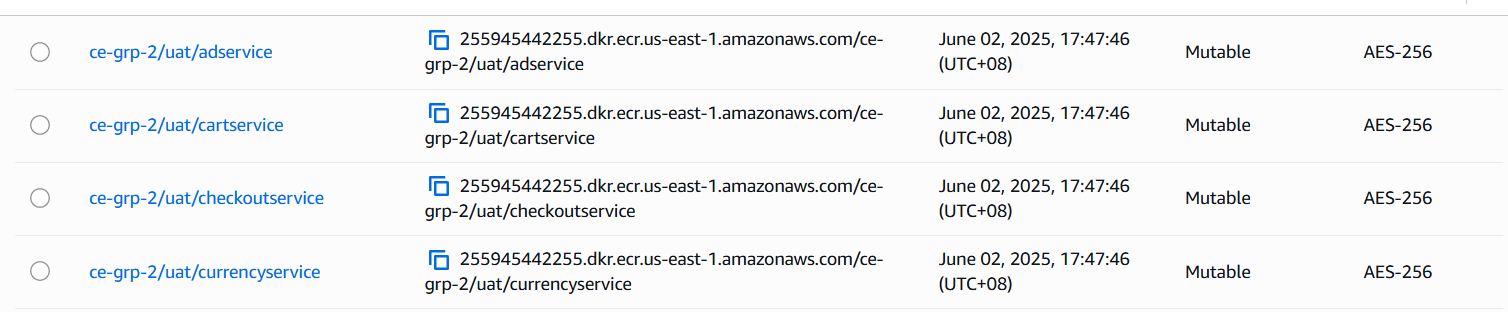 ce-grp-2/uat/adservice
255945442255.dkr.ecr.us-east-1.amazonaws.com/ce-
grp-2/uat/adservice
June 02, 2025, 17:47:46
(UTC+08)
Mutable
AES-256
ce-grp-2/uat/cartservice
255945442255.dkr.ecr.us-east-1.amazonaws.com/ce-
grp-2/uat/cartservice
June 02, 2025, 17:47:46
(UTC+08)
Mutable
AES-256
ce-grp-2/uat/checkoutservice
255945442255.dkr.ecr.us-east-1.amazonaws.com/ce-
grp-2/uat/checkoutservice
June 02, 2025, 17:47:46
(UTC+08)
Mutable
AES-256
ce-grp-2/uat/currencyservice
255945442255.dkr.ecr.us-east-1.amazonaws.com/ce-
grp-2/uat/currencyservice
June 02, 2025, 17:47:46
(UTC+08)
Mutable
AES-256